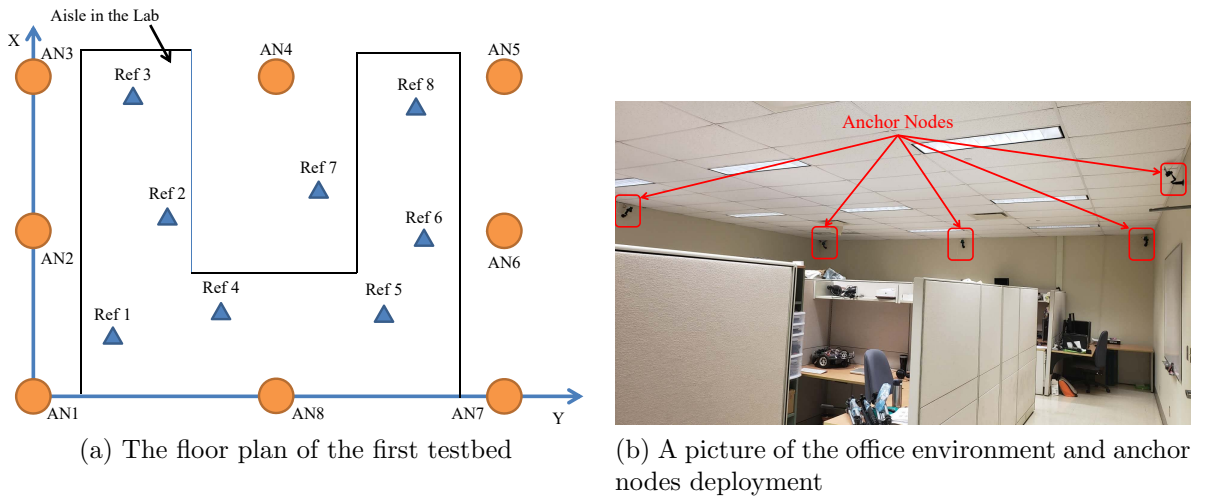 Aisle in the Lab
X
AN3
AN4
AN5
Ref 3
Ref 8
Ref 7
Ref 2
Ref 6
AN2
AN6
Ref 4
Ref 5
Ref 1
AN1
AN8
AN7
Y
(a) The floor plan of the first testbed
Anchor Nodes
(b) A picture of the office environment and anchor
nodes deployment